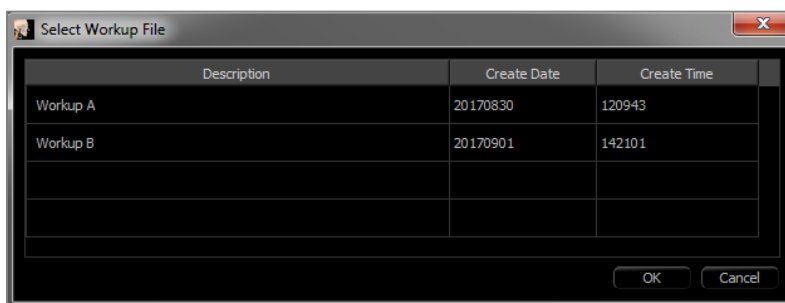 Select Workup File
Description Create Date Create Time
Workup A 20170830 120943
Workup B 20170901 142101
OK Cancel